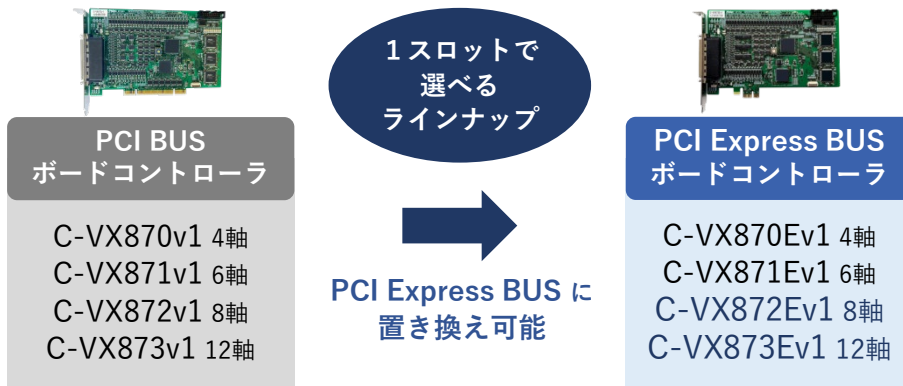 1スロットで
選べる
ラインナップ
PCI BUS
ボードコントローラ
C-VX870v1 4軸
C-VX871v1 6軸
C-VX872v1 8軸
C-VX873v1 12軸
PCI Express BUS に
置き換え可能
PCI Express BUS
ボードコントローラ
C-VX870Ev1 4軸
C-VX871Ev1 6軸
C-VX872Ev1 8軸
C-VX873Ev1 12軸